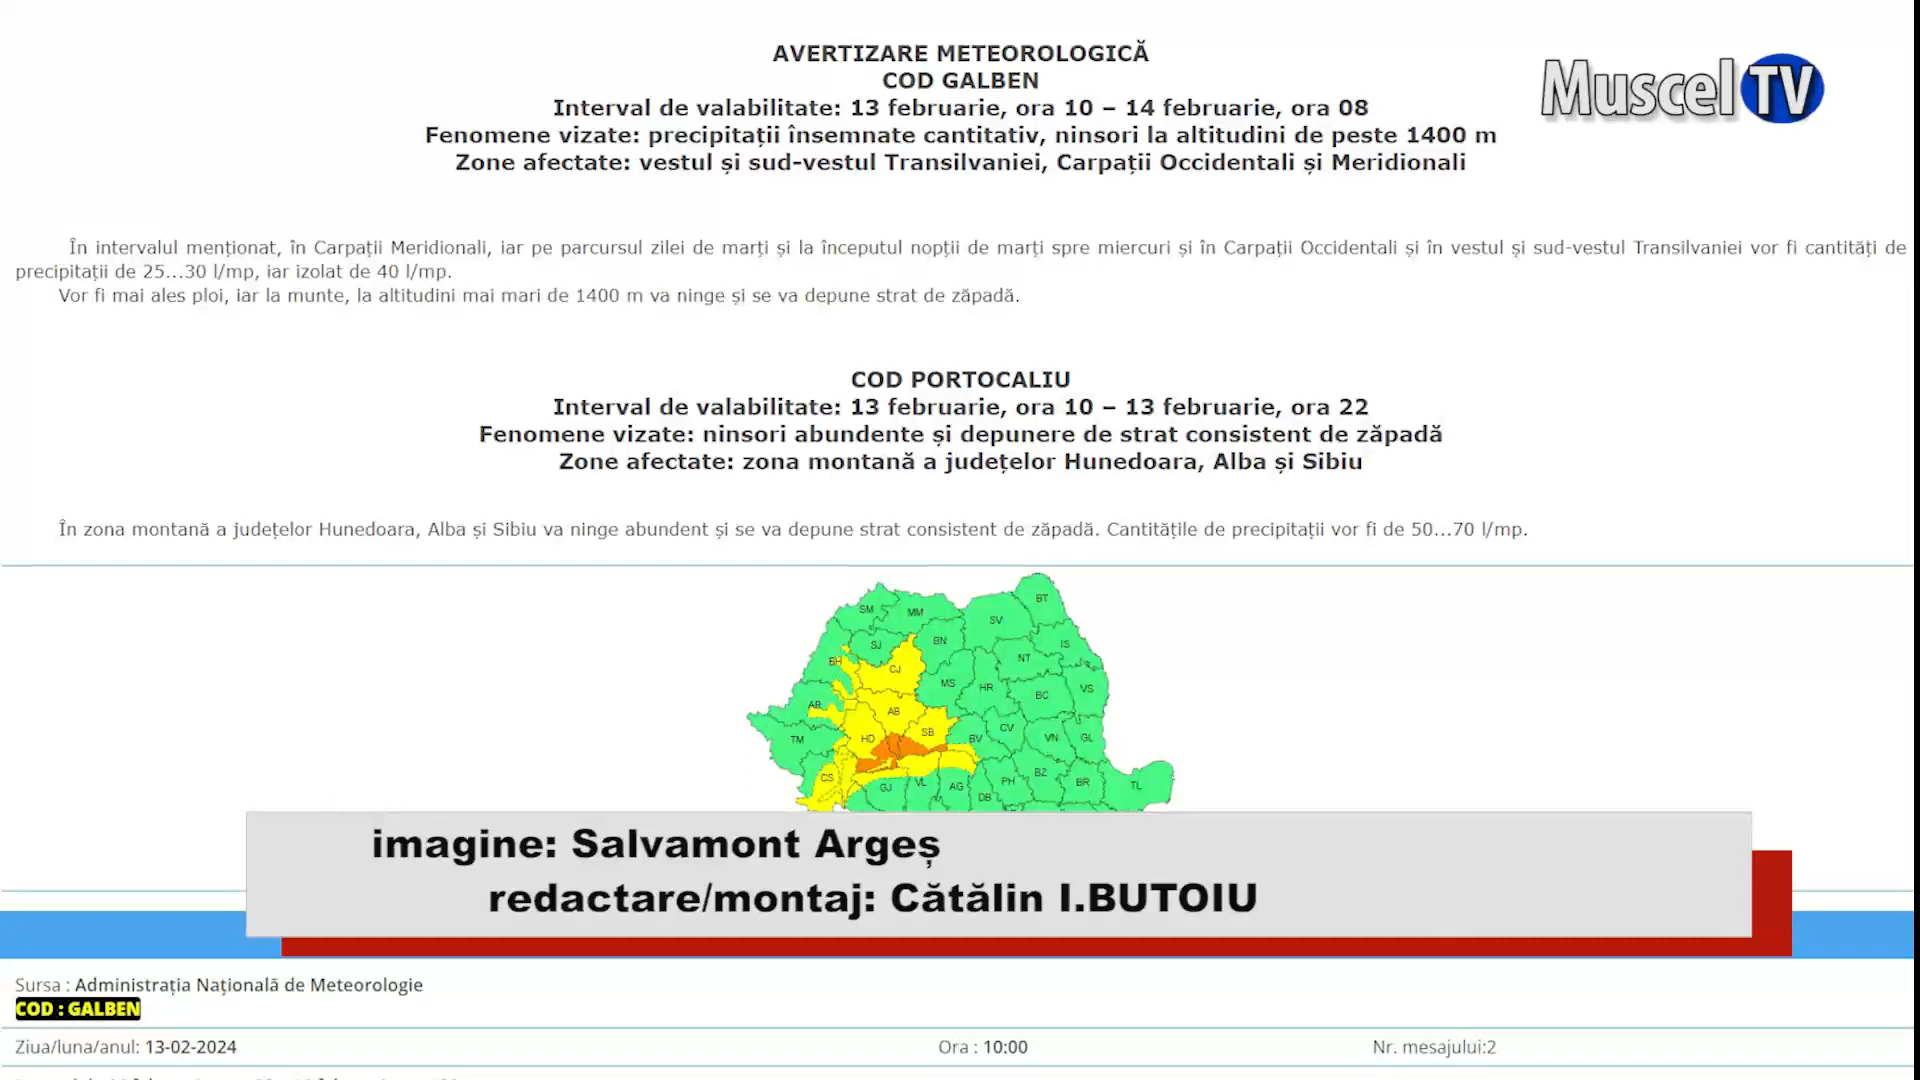 AVERTIZARE METEOROLOGICĂ
Muscel TV
COD GALBEN
Interval de valabilitate: 13 februarie, ora 10 – 14 februarie, ora 08
Fenomene vizate: precipitații însemnate cantitativ, ninsori la altitudini de peste 1400 m
Zone afectate: vestul și sud-vestul Transilvaniei, Carpații Occidentali și Meridionali
În intervalul menționat, în Carpații Meridionali, iar pe parcursul zilei de marți și la începutul nopții de marți spre miercuri și în Carpații Occidentali și în vestul și sud-vestul Transilvaniei vor fi cantități de
precipitații de 25...30 l/mp, iar izolat de 40 l/mp.
Vor fi mai ales ploi, iar la munte, la altitudini mai mari de 1400 m va ninge și se va depune strat de zăpadă.
COD PORTOCALIU
Interval de valabilitate: 13 februarie, ora 10 – 13 februarie, ora 22
Fenomene vizate: ninsori abundente și depunere de strat consistent de zăpadă
Zone afectate: zona montană a județelor Hunedoara, Alba și Sibiu
În zona montană a județelor Hunedoara, Alba și Sibiu va ninge abundent și se va depune strat consistent de zăpadă. Cantitățile de precipitații vor fi de 50...70 l/mp.
BT
SM MM SV
SJ BN IS
BH CJ NT
MS HR BC VS
AR AB
TM HD SB BV CV VN GL
CS GJ VL AG DB PH BZ BR TL
imagine: Salvamont Argeș
redactare/montaj: Cătălin I.BUTOIU
Sursa : Administrația Națională de Meteorologie
COD : GALBEN
Ziua/luna/anul: 13-02-2024 Ora : 10:00 Nr. mesajului:2